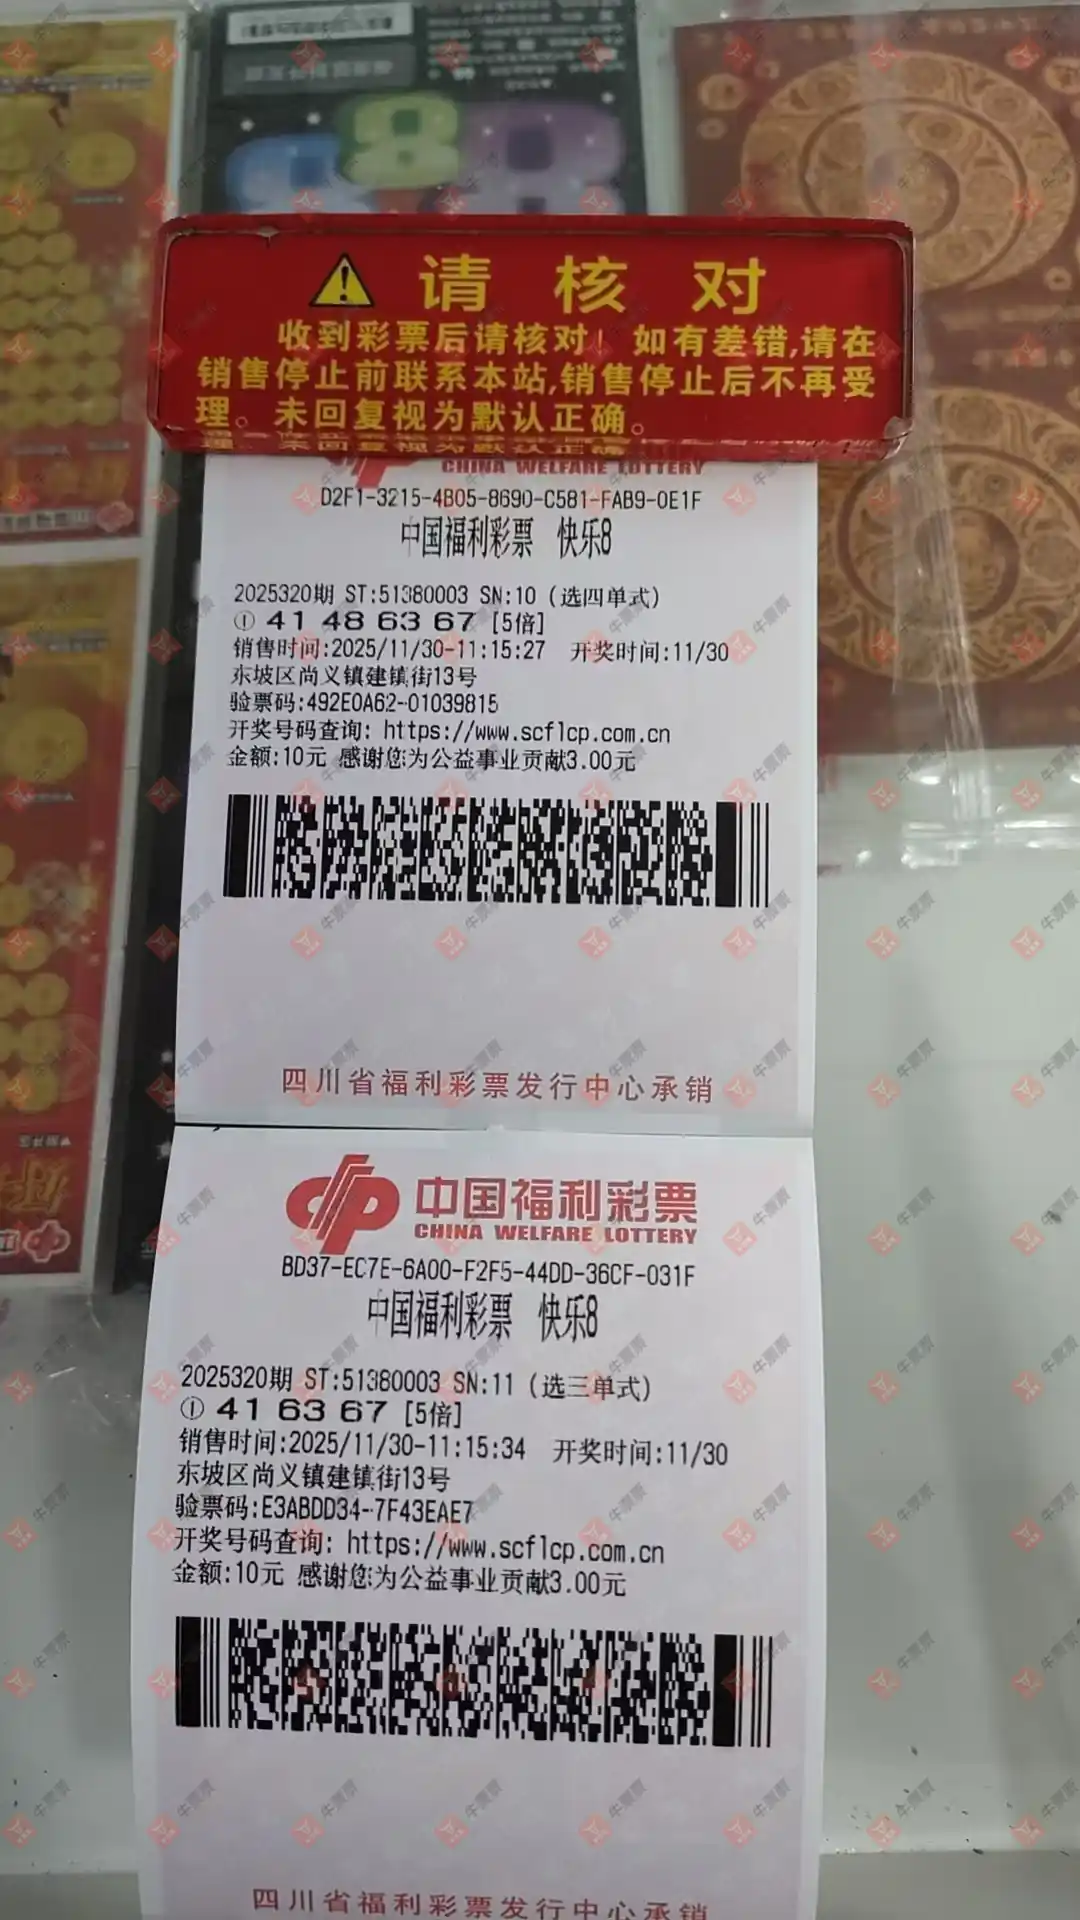 请核对
收到彩票后请核对！如有差错,请在
销售停止前联系本站,销售停止后不再受
理。未回复视为默认正确。
CHINA WELFARE LOTTERY
D2F1-3215-4B05-8690-C581-FAB9-0E1F
中国福利彩票 快乐8
2025320期 ST:51380003 SN:10 (选四单式)
① 41 48 63 67 [5倍]
销售时间:2025/11/30-11:15:27 开奖时间:11/30
东坡区尚义镇建镇街13号
验票码:492E0A62-01039815
开奖号码查询: https://www.scflcp.com.cn
金额:10元 感谢您为公益事业贡献3.00元
四川省福利彩票发行中心承销
中国福利彩票
CHINA WELFARE LOTTERY
BD37-EC7E-6A00-F2F5-44DD-36CF-031F
中国福利彩票 快乐8
2025320期 ST:51380003 SN:11 (选三单式)
① 41 63 67 [5倍]
销售时间:2025/11/30-11:15:34 开奖时间:11/30
东坡区尚义镇建镇街13号
验票码:E3ABDD34-7F43EAE7
开奖号码查询: https://www.scflcp.com.cn
金额:10元 感谢您为公益事业贡献3.00元
四川省福利彩票发行中心承销
牛票票